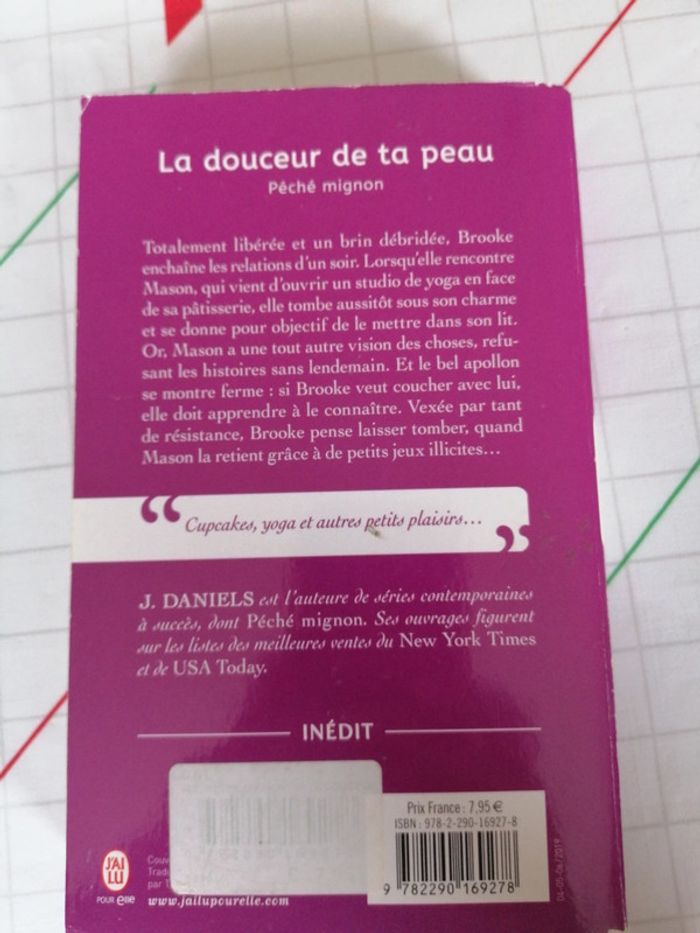 La douceur de ta peau
Péché mignon
Totalement libérée et un brin débridée, Brooke
enchaîne les relations d'un soir. Lorsqu'elle rencontre
Mason, qui vient d'ouvrir un studio de yoga en face
de sa pâtisserie, elle tombe aussitôt sous son charme
et se donne pour objectif de le mettre dans son lit.
Or, Mason a une tout autre vision des choses, refu-
sant les histoires sans lendemain. Et le bel apollon
se montre ferme : si Brooke veut coucher avec lui,
elle doit apprendre à le connaître. Vexée par tant
de résistance, Brooke pense laisser tomber, quand
Mason la retient grâce à de petits jeux illicites…
“ Cupcakes, yoga et autres petits plaisirs… ”
J. DANIELS est l'auteure de séries contemporaines
à succès, dont Péché mignon. Ses ouvrages figurent
sur les listes des meilleures ventes du New York Times
et de USA Today.
INÉDIT
Prix France : 7,95 €
ISBN : 978-2-290-16927-8
9 782290 169278
J'AI
LU
POUR elle
Couv
Tradu
par
www.jailupourelle.com